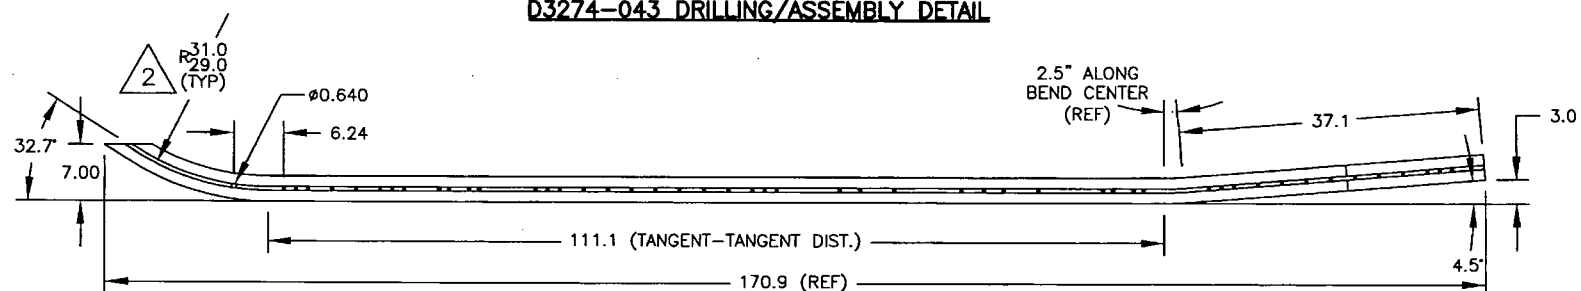 D3274-043 DRILLING/ASSEMBLY DETAIL
2
R31.0
29.0
(TYP)
ø0.640
6.24
2.5" ALONG
BEND CENTER
(REF)
37.1
3.0
32.7°
7.00
111.1 (TANGENT-TANGENT DIST.)
4.5°
170.9 (REF)